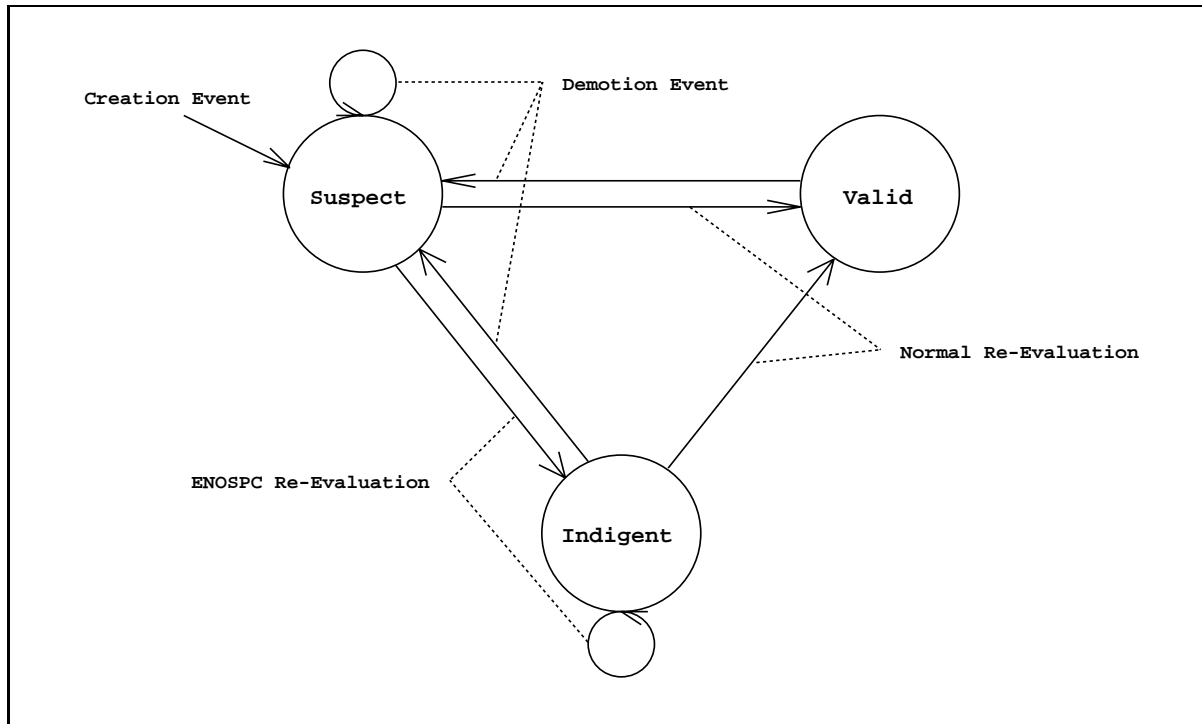 Creation Event
Demotion Event
Suspect
Valid
Normal Re-Evaluation
ENOSPC Re-Evaluation
Indigent